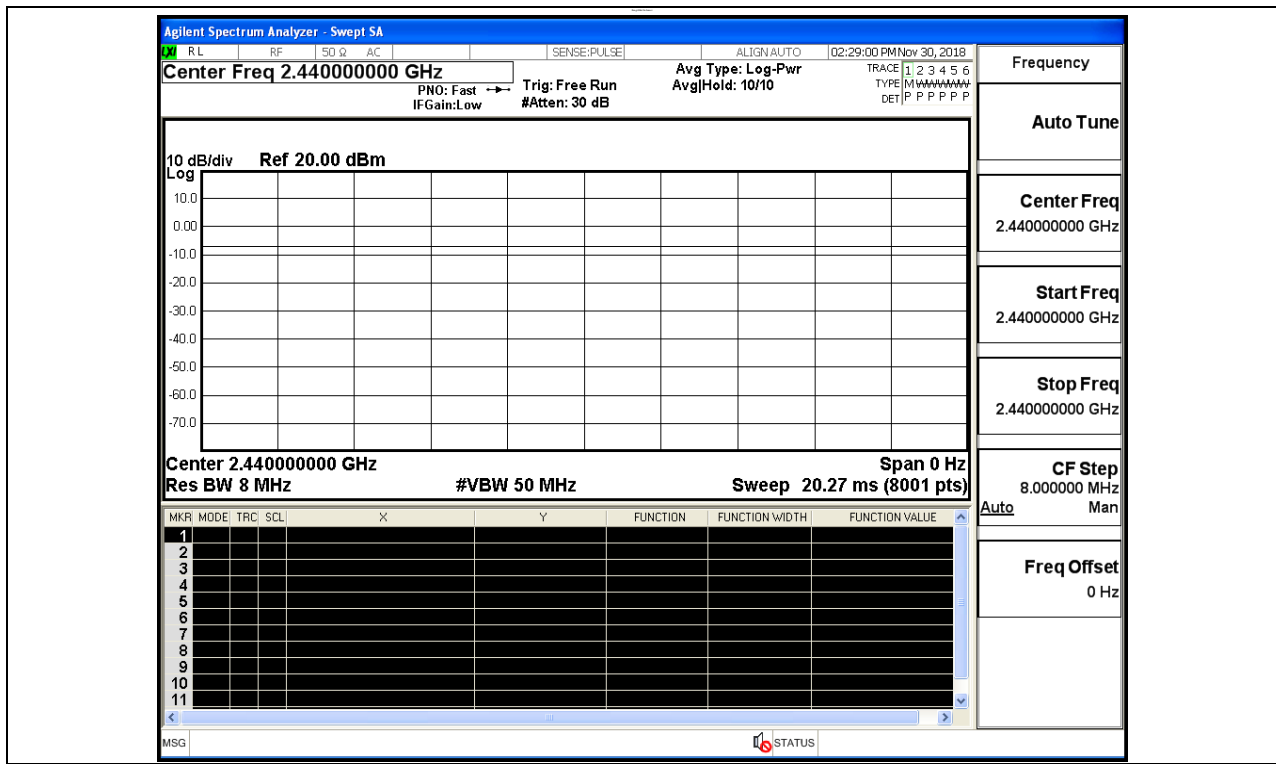 Agilent Spectrum Analyzer - Swept SA
LXI RL RF 50 Ω AC SENSE:PULSE ALIGN AUTO 02:29:00 PM Nov 30, 2018
Center Freq 2.440000000 GHz
PNO: Fast
IFGain:Low
Trig: Free Run
#Atten: 30 dB
Avg Type: Log-Pwr
Avg|Hold: 10/10
TRACE 1 2 3 4 5 6
TYPE MWWWWW
DET P P P P P P
10 dB/div Ref 20.00 dBm
Log
10.0
0.00
-10.0
-20.0
-30.0
-40.0
-50.0
-60.0
-70.0
Center 2.440000000 GHz Span 0 Hz
Res BW 8 MHz #VBW 50 MHz Sweep 20.27 ms (8001 pts)
MKR MODE TRC SCL X Y FUNCTION FUNCTION WIDTH FUNCTION VALUE
1
2
3
4
5
6
7
8
9
10
11
MSG STATUS
Frequency
Auto Tune
Center Freq
2.440000000 GHz
Start Freq
2.440000000 GHz
Stop Freq
2.440000000 GHz
CF Step
8.000000 MHz
Auto Man
Freq Offset
0 Hz